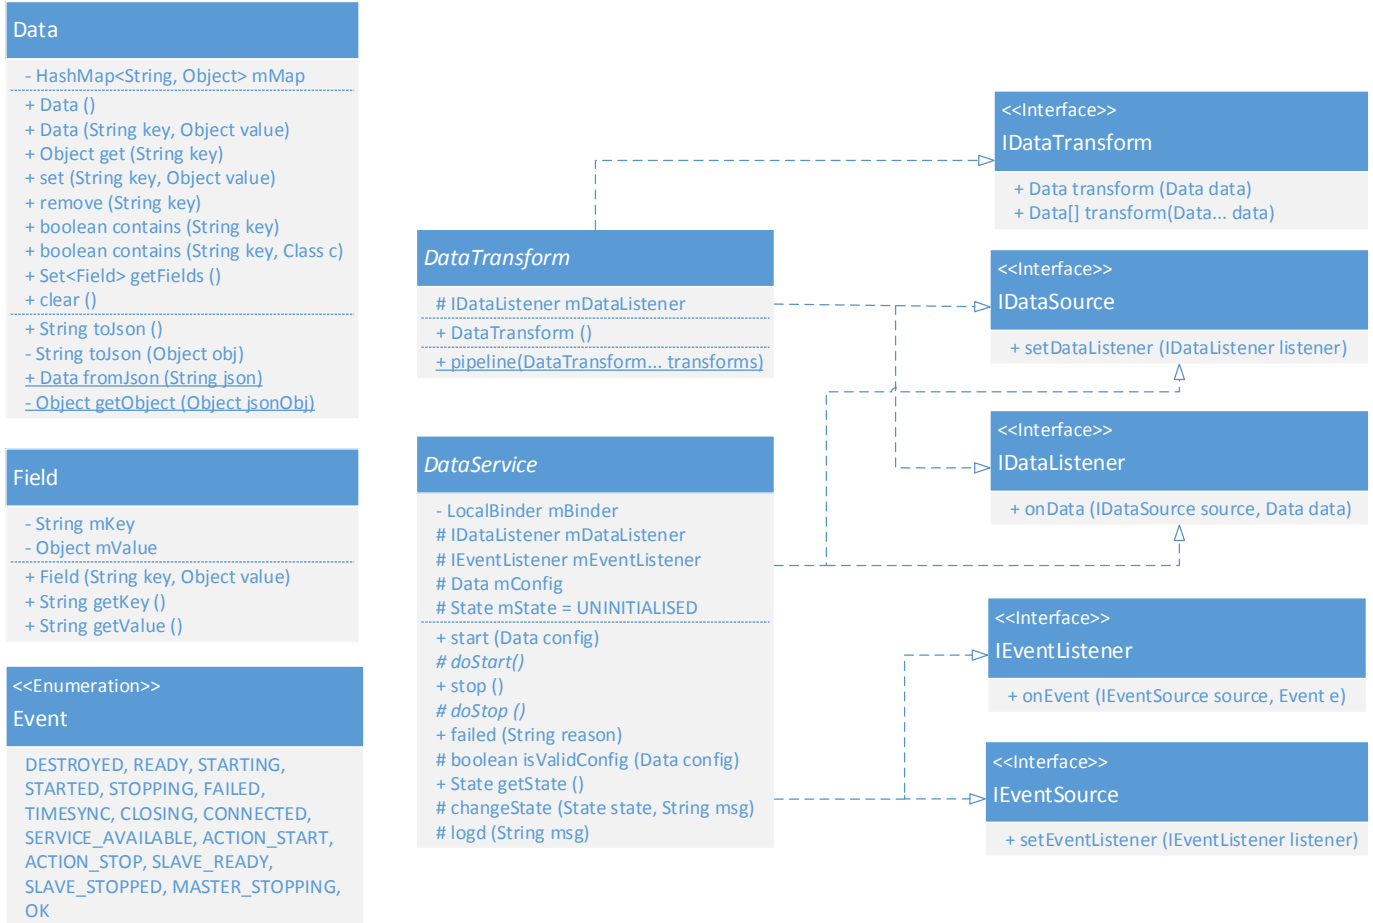 Data
- HashMap<String, Object> mMap
+ Data ()
+ Data (String key, Object value)
+ Object get (String key)
+ set (String key, Object value)
+ remove (String key)
+ boolean contains (String key)
+ boolean contains (String key, Class c)
+ Set<Field> getFields ()
+ clear ()
+ String toJson ()
- String toJson (Object obj)
+ Data fromJson (String json)
- Object getObject (Object jsonObj)
Field
- String mKey
- Object mValue
+ Field (String key, Object value)
+ String getKey ()
+ String getValue ()
<<Enumeration>>
Event
DESTROYED, READY, STARTING,
STARTED, STOPPING, FAILED,
TIMESYNC, CLOSING, CONNECTED,
SERVICE_AVAILABLE, ACTION_START,
ACTION_STOP, SLAVE_READY,
SLAVE_STOPPED, MASTER_STOPPING,
OK
DataTransform
# IDataListener mDataListener
+ DataTransform ()
+ pipeline(DataTransform... transforms)
DataService
- LocalBinder mBinder
# IDataListener mDataListener
# IEventListener mEventListener
# Data mConfig
# State mState = UNINITIALISED
+ start (Data config)
# doStart()
+ stop ()
# doStop ()
+ failed (String reason)
# boolean isValidConfig (Data config)
+ State getState ()
# changeState (State state, String msg)
# logd (String msg)
<<Interface>>
IDataTransform
+ Data transform (Data data)
+ Data[] transform(Data... data)
<<Interface>>
IDataSource
+ setDataListener (IDataListener listener)
<<Interface>>
IDataListener
+ onData (IDataSource source, Data data)
<<Interface>>
IEventListener
+ onEvent (IEventSource source, Event e)
<<Interface>>
IEventSource
+ setEventListener (IEventListener listener)